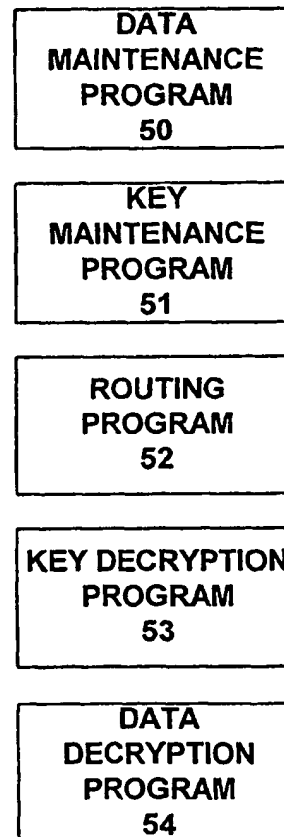 DATA
MAINTENANCE
PROGRAM
50
KEY
MAINTENANCE
PROGRAM
51
ROUTING
PROGRAM
52
KEY DECRYPTION
PROGRAM
53
DATA
DECRYPTION
PROGRAM
54